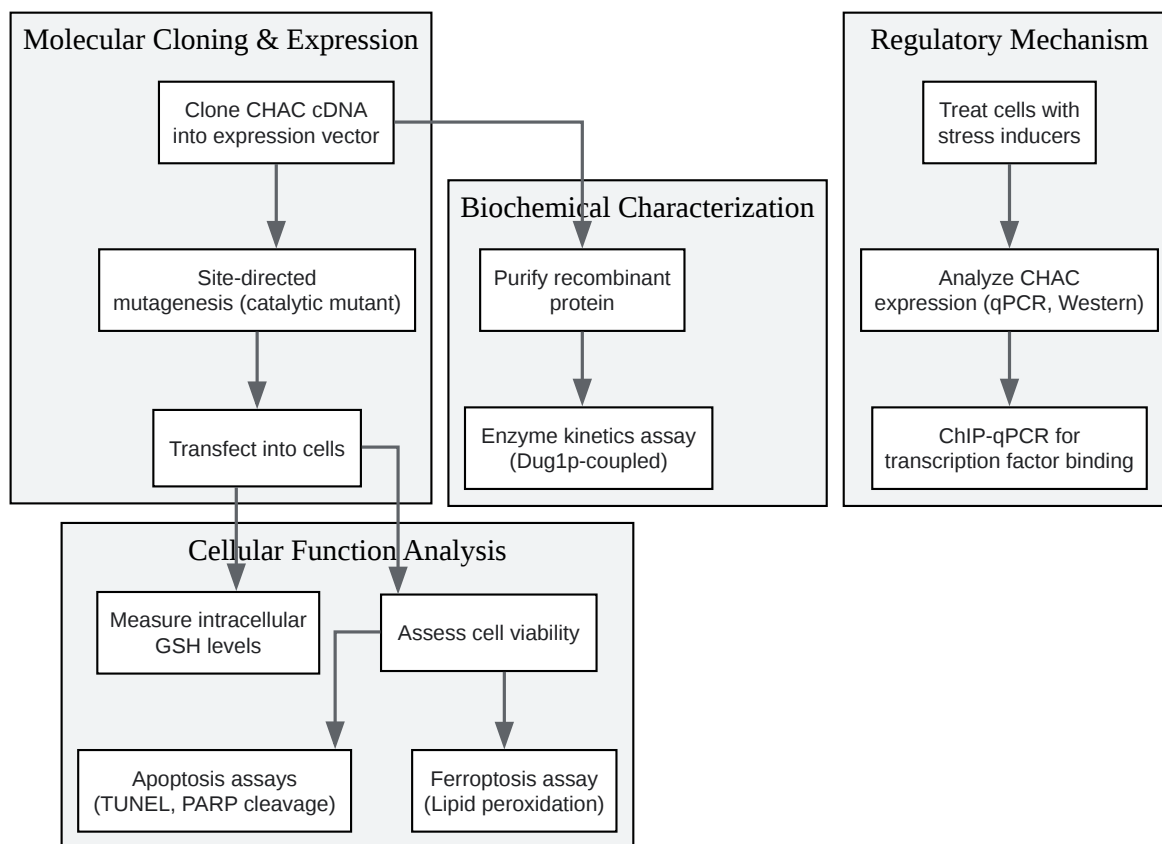 Molecular Cloning & Expression
Clone CHAC cDNA
into expression vector
Site-directed
mutagenesis (catalytic mutant)
Transfect into cells
Biochemical Characterization
Purify recombinant
protein
Enzyme kinetics assay
(Dug1p-coupled)
Regulatory Mechanism
Treat cells with
stress inducers
Analyze CHAC
expression (qPCR, Western)
ChIP-qPCR for
transcription factor binding
Cellular Function Analysis
Measure intracellular
GSH levels
Assess cell viability
Apoptosis assays
(TUNEL, PARP cleavage)
Ferroptosis assay
(Lipid peroxidation)